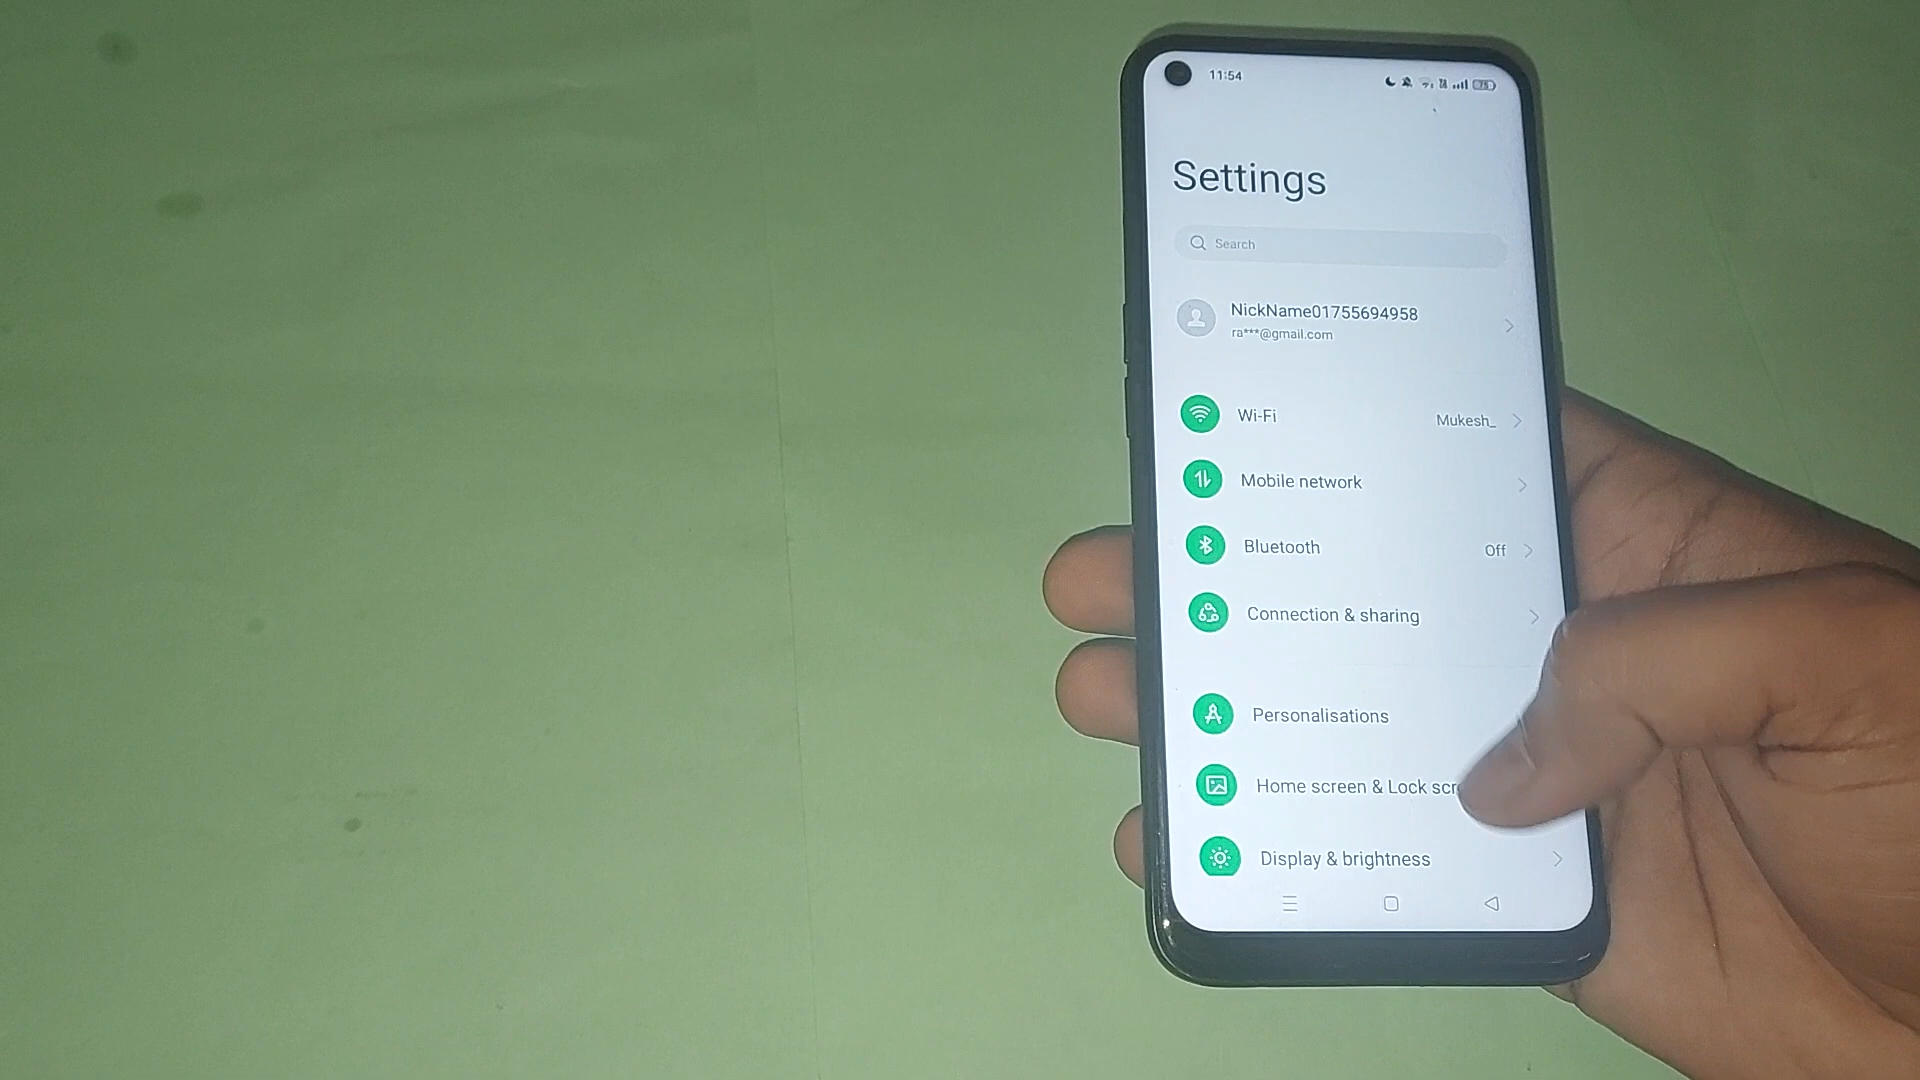 11:54
75
Settings
Search
NickName01755694958
ra***@gmail.com
Wi-Fi Mukesh_
Mobile network
Bluetooth Off
Connection & sharing
Personalisations
Home screen & Lock scr
Display & brightness